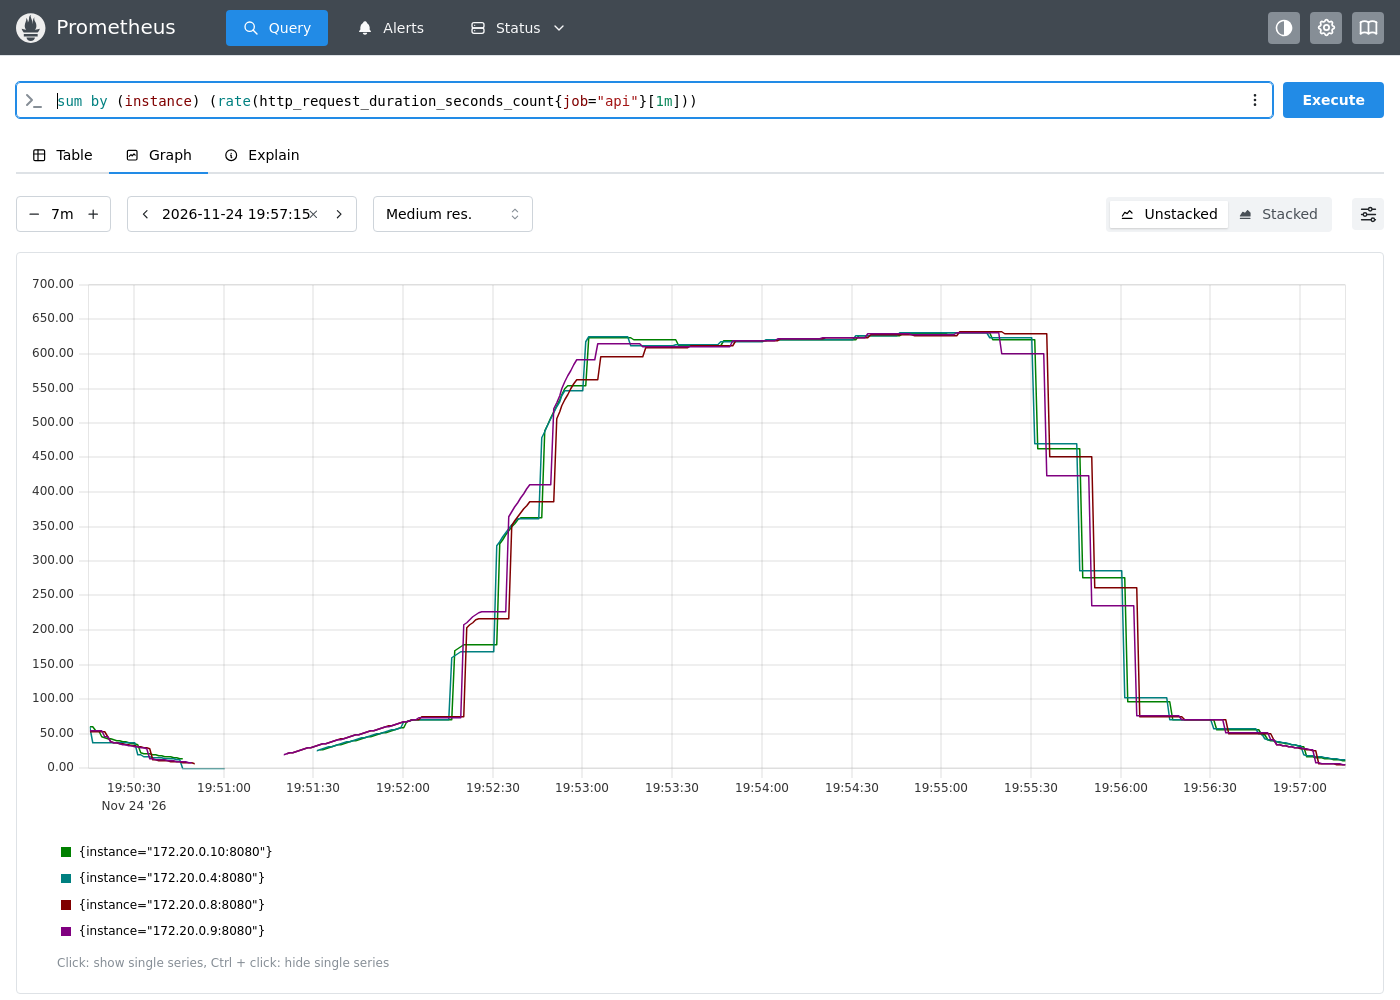 Prometheus Query Alerts Status
sum by (instance) (rate(http_request_duration_seconds_count{job="api"}[1m])) Execute
Table Graph Explain
7m 2026-11-24 19:57:15 Medium res. Unstacked Stacked
700.00
650.00
600.00
550.00
500.00
450.00
400.00
350.00
300.00
250.00
200.00
150.00
100.00
50.00
0.00
19:50:30 19:51:00 19:51:30 19:52:00 19:52:30 19:53:00 19:53:30 19:54:00 19:54:30 19:55:00 19:55:30 19:56:00 19:56:30 19:57:00
Nov 24 '26
{instance="172.20.0.10:8080"}
{instance="172.20.0.4:8080"}
{instance="172.20.0.8:8080"}
{instance="172.20.0.9:8080"}
Click: show single series, Ctrl + click: hide single series